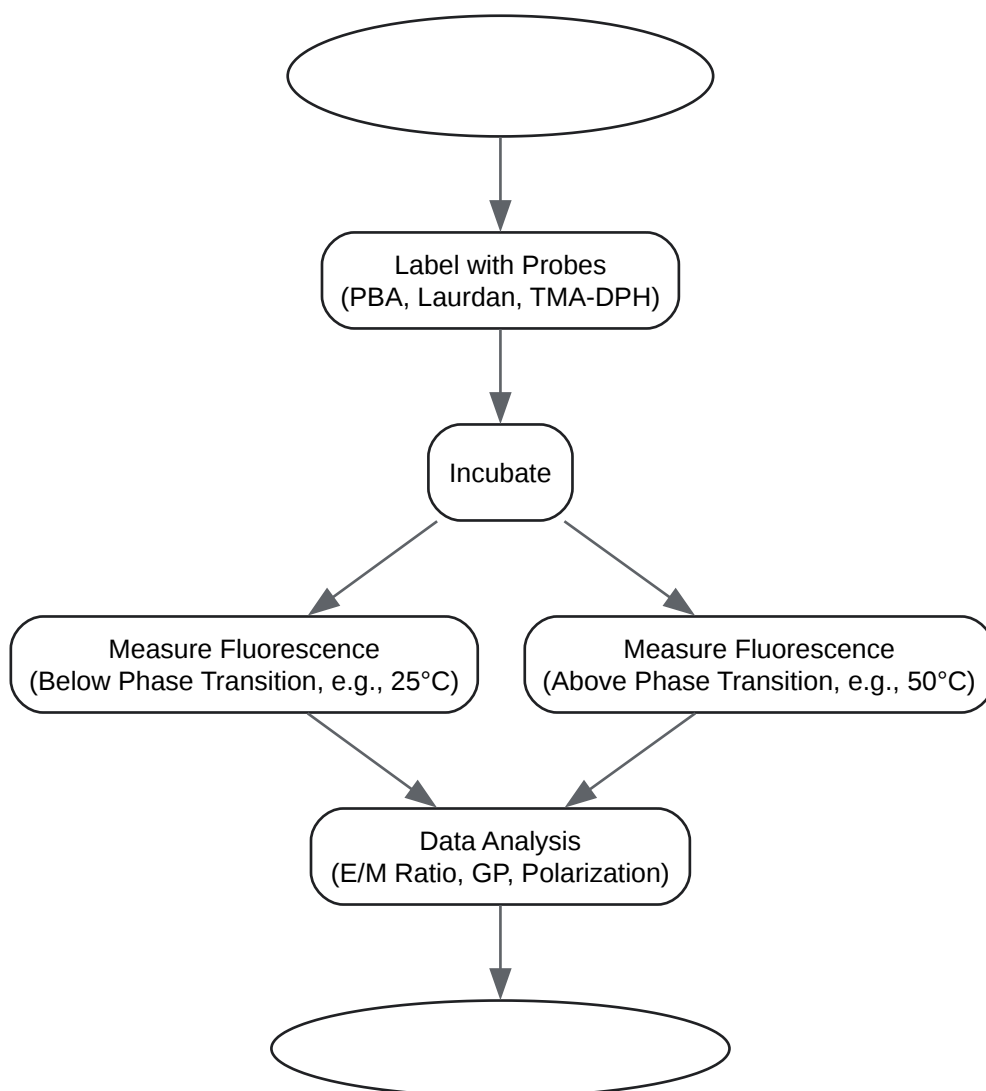 Label with Probes
(PBA, Laurdan, TMA-DPH)
Incubate
Measure Fluorescence
(Below Phase Transition, e.g., 25°C)
Measure Fluorescence
(Above Phase Transition, e.g., 50°C)
Data Analysis
(E/M Ratio, GP, Polarization)